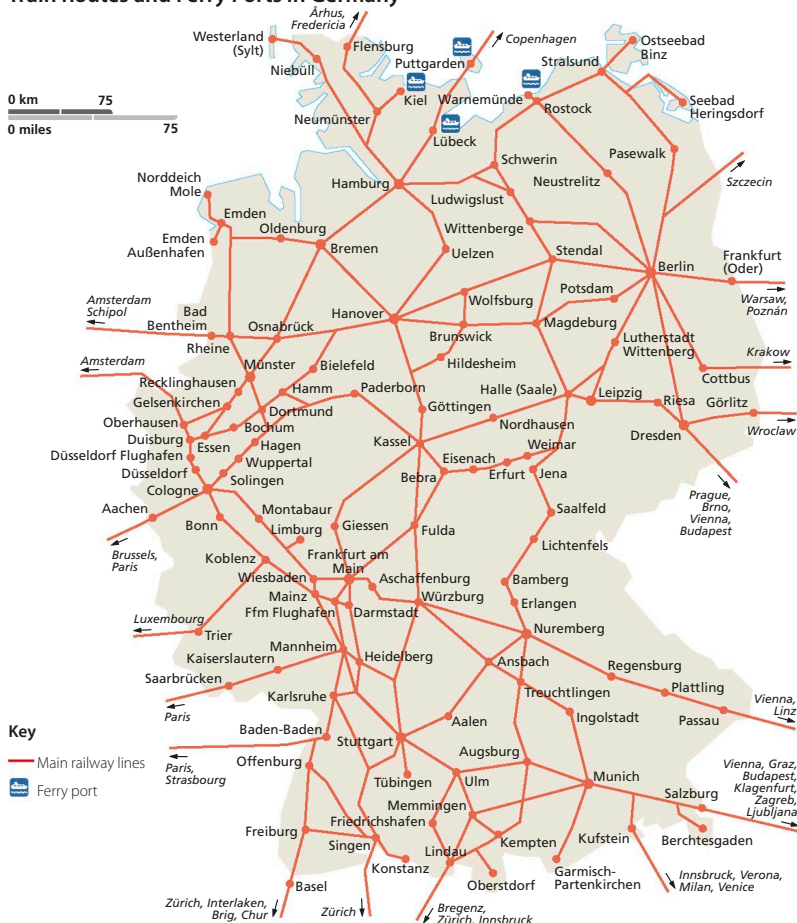 Train Routes and Ferry Ports in Germany
Århus,
Fredericia
Westerland
(Sylt)
Flensburg
Copenhagen
Ostseebad
Binz
Niebüll
Puttgarden
Stralsund
0 km 75
0 miles 75
Kiel
Warnemünde
Rostock
Seebad
Heringsdorf
Neumünster
Lübeck
Schwerin
Pasewalk
Norddeich
Mole
Hamburg
Neustrelitz
Szczecin
Ludwigslust
Emden
Oldenburg
Wittenberge
Emden
Außenhafen
Bremen
Uelzen
Stendal
Berlin
Frankfurt
(Oder)
Potsdam
Amsterdam
Schipol
Bad
Bentheim
Hanover
Wolfsburg
Warsaw,
Poznán
Osnabrück
Magdeburg
Rheine
Brunswick
Lutherstadt
Wittenberg
Amsterdam
Münster
Bielefeld
Hildesheim
Krakow
Cottbus
Recklinghausen
Hamm
Paderborn
Halle (Saale)
Leipzig
Riesa
Görlitz
Gelsenkirchen
Göttingen
Oberhausen
Dortmund
Nordhausen
Dresden
Wroclaw
Duisburg
Bochum
Kassel
Weimar
Essen
Hagen
Eisenach
Düsseldorf Flughafen
Wuppertal
Erfurt
Jena
Düsseldorf
Solingen
Bebra
Cologne
Prague,
Brno,
Vienna,
Budapest
Aachen
Montabaur
Giessen
Saalfeld
Bonn
Limburg
Fulda
Brussels,
Paris
Lichtenfels
Koblenz
Frankfurt am
Main
Wiesbaden
Aschaffenburg
Bamberg
Mainz
Würzburg
Erlangen
Ffm Flughafen
Darmstadt
Luxembourg
Trier
Nuremberg
Mannheim
Heidelberg
Ansbach
Regensburg
Kaiserslautern
Saarbrücken
Treuchtlingen
Plattling
Karlsruhe
Paris
Ingolstadt
Passau
Vienna,
Linz
Aalen
Key
Baden-Baden
Stuttgart
Main railway lines
Offenburg
Augsburg
Paris,
Strasbourg
Vienna, Graz,
Budapest,
Klagenfurt,
Zagreb,
Ljubljana
Ferry port
Tübingen
Ulm
Munich
Salzburg
Memmingen
Friedrichshafen
Freiburg
Singen
Kempten
Kufstein
Berchtesgaden
Lindau
Konstanz
Basel
Oberstdorf
Garmisch-
Partenkirchen
Innsbruck, Verona,
Milan, Venice
Zürich, Interlaken,
Brig, Chur
Zürich
Bregenz,
Zürich, Innsbruck